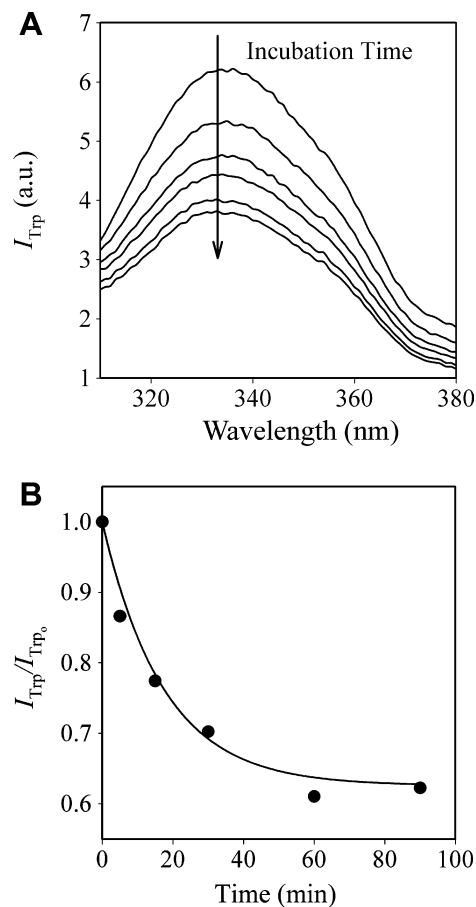 A
7
Incubation Time
6
5
4
3
2
1
I_Trp (a.u.)
320 340 360 380
Wavelength (nm)
B
1.0
0.9
0.8
0.7
0.6
I_Trp/I_Trp₀
0 20 40 60 80 100
Time (min)